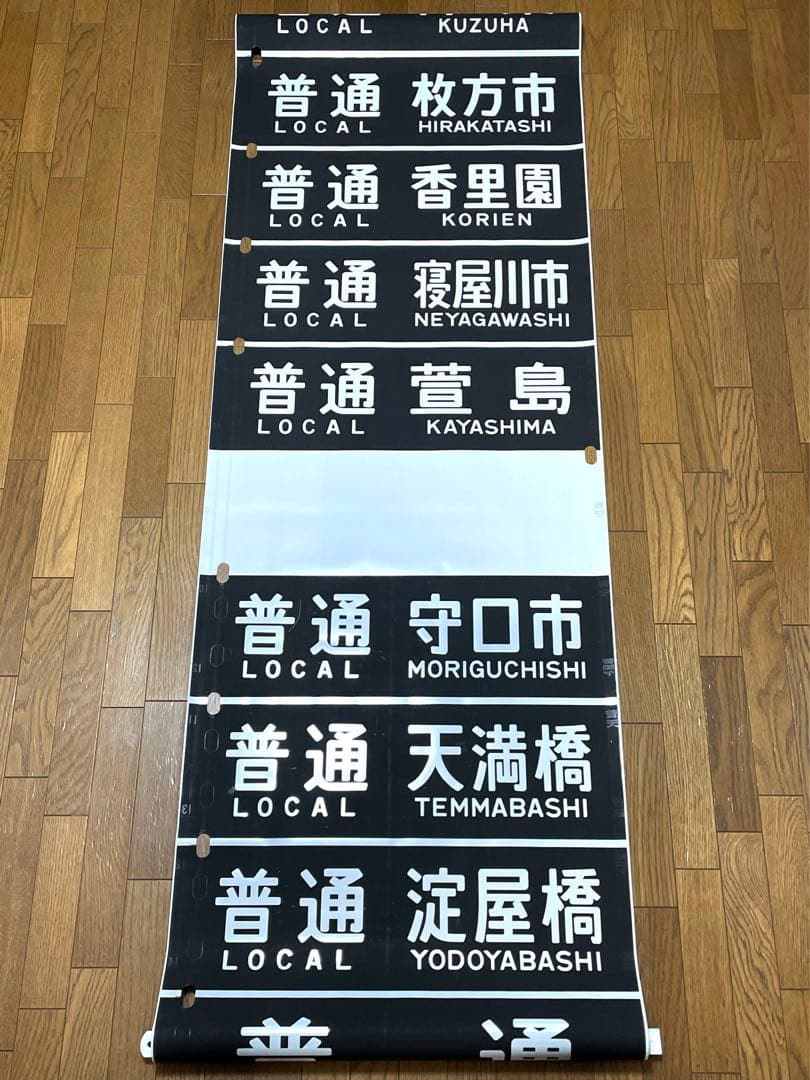 LOCAL KUZUHA
普通 枚方市
LOCAL HIRAKATASHI
普通 香里園
LOCAL KORIEN
普通 寝屋川市
LOCAL NEYAGAWASHI
普通 萱島
LOCAL KAYASHIMA
普通 守口市
LOCAL MORIGUCHISHI
普通 天満橋
LOCAL TEMMABASHI
普通 淀屋橋
LOCAL YODOYABASHI
普通